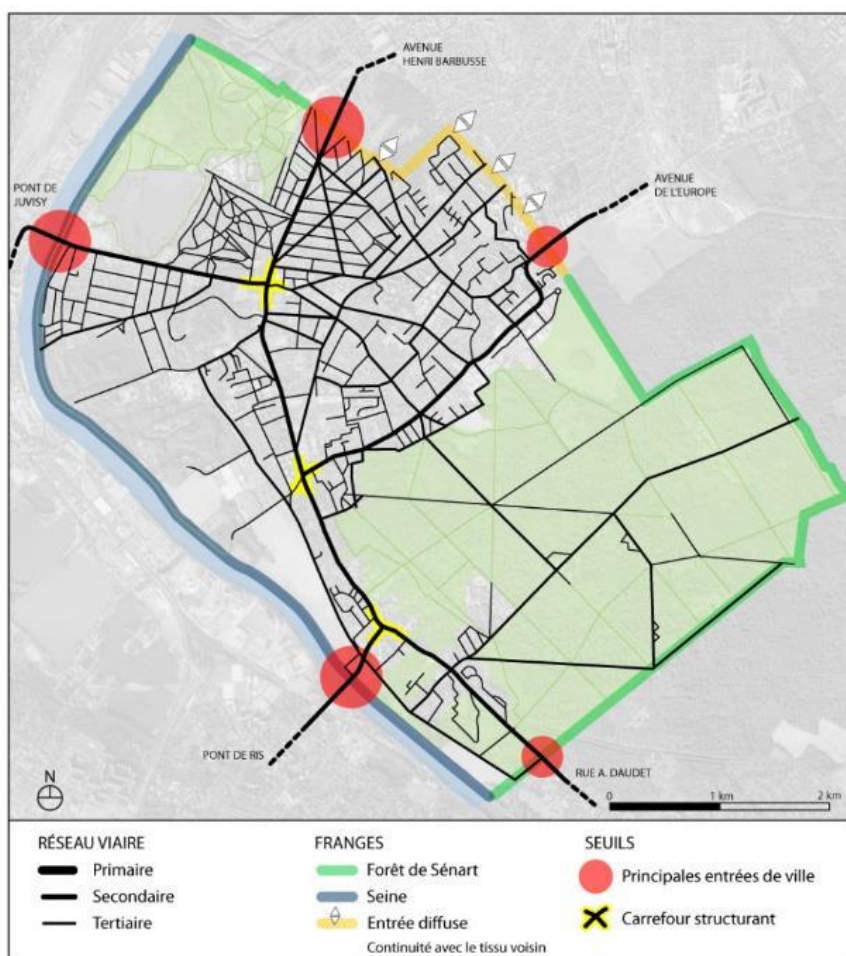 AVENUE
HENRI BARBUSSE
PONT DE
JUVISY
AVENUE
DE L'EUROPE
PONT DE RIS
RUE A. DAUDET
N
0 1 km 2 km
RÉSEAU VIAIRE
Primaire
Secondaire
Tertiaire
FRANGES
Forêt de Sénart
Seine
Entrée diffuse
Continuité avec le tissu voisin
SEUILS
Principales entrées de ville
Carrefour structurant